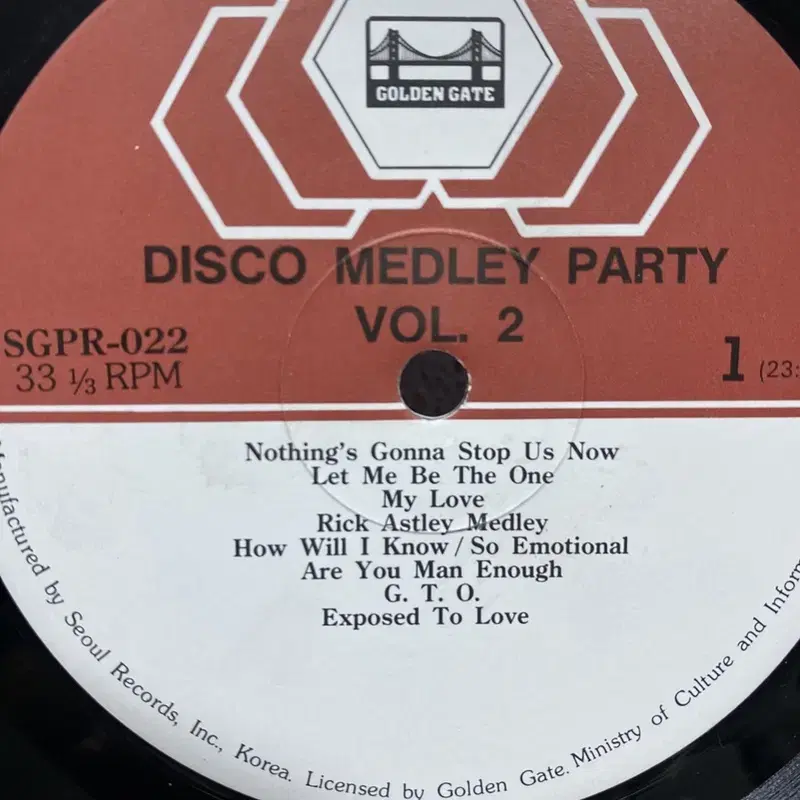 GOLDEN GATE
DISCO MEDLEY PARTY
VOL. 2
SGPR-022
33 ⅓ RPM
1 (23:
Nothing's Gonna Stop Us Now
Let Me Be The One
My Love
Rick Astley Medley
How Will I Know / So Emotional
Are You Man Enough
G. T. O.
Exposed To Love
Manufactured by Seoul Records, Inc., Korea. Licensed by Golden Gate. Ministry of Culture and